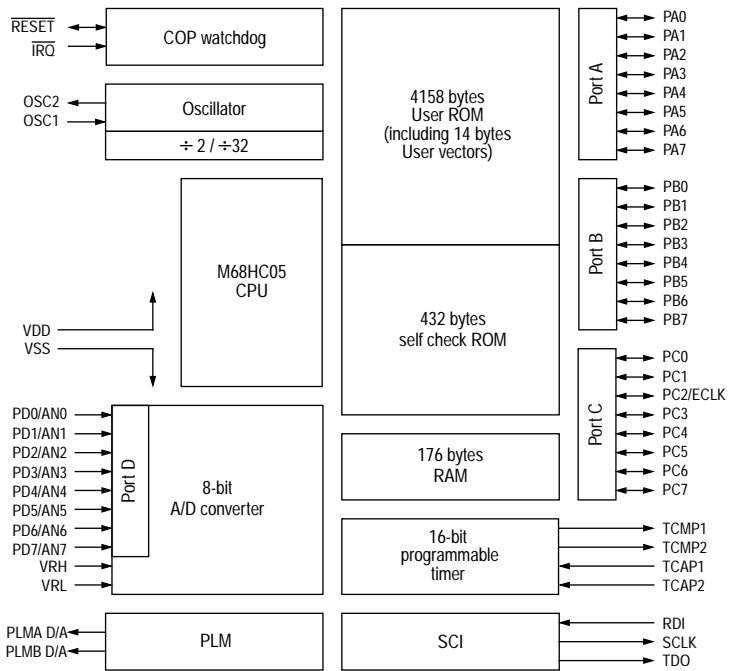 RESET
IRQ
COP watchdog
OSC2
OSC1
Oscillator
÷ 2 / ÷32
M68HC05
CPU
VDD
VSS
PD0/AN0
PD1/AN1
PD2/AN2
PD3/AN3
PD4/AN4
PD5/AN5
PD6/AN6
PD7/AN7
VRH
VRL
Port D
8-bit
A/D converter
PLMA D/A
PLMB D/A
PLM
4158 bytes
User ROM
(including 14 bytes
User vectors)
432 bytes
self check ROM
176 bytes
RAM
16-bit
programmable
timer
SCI
Port A
PA0
PA1
PA2
PA3
PA4
PA5
PA6
PA7
Port B
PB0
PB1
PB2
PB3
PB4
PB5
PB6
PB7
Port C
PC0
PC1
PC2/ECLK
PC3
PC4
PC5
PC6
PC7
TCMP1
TCMP2
TCAP1
TCAP2
RDI
SCLK
TDO